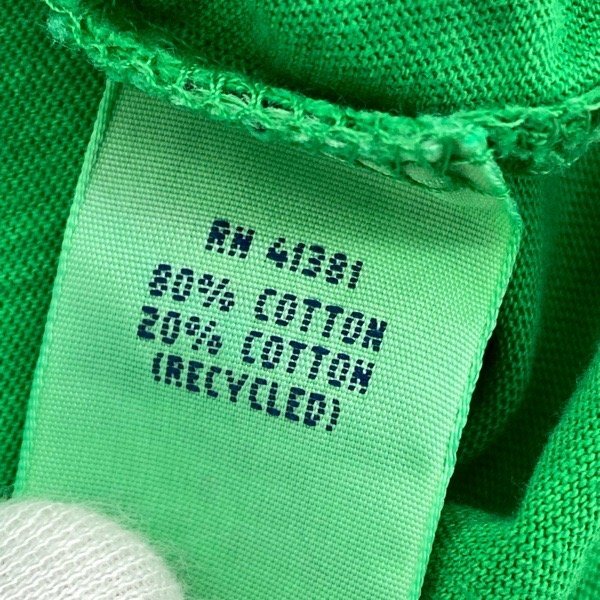 RN 41381
80% COTTON
20% COTTON
(RECYCLED)